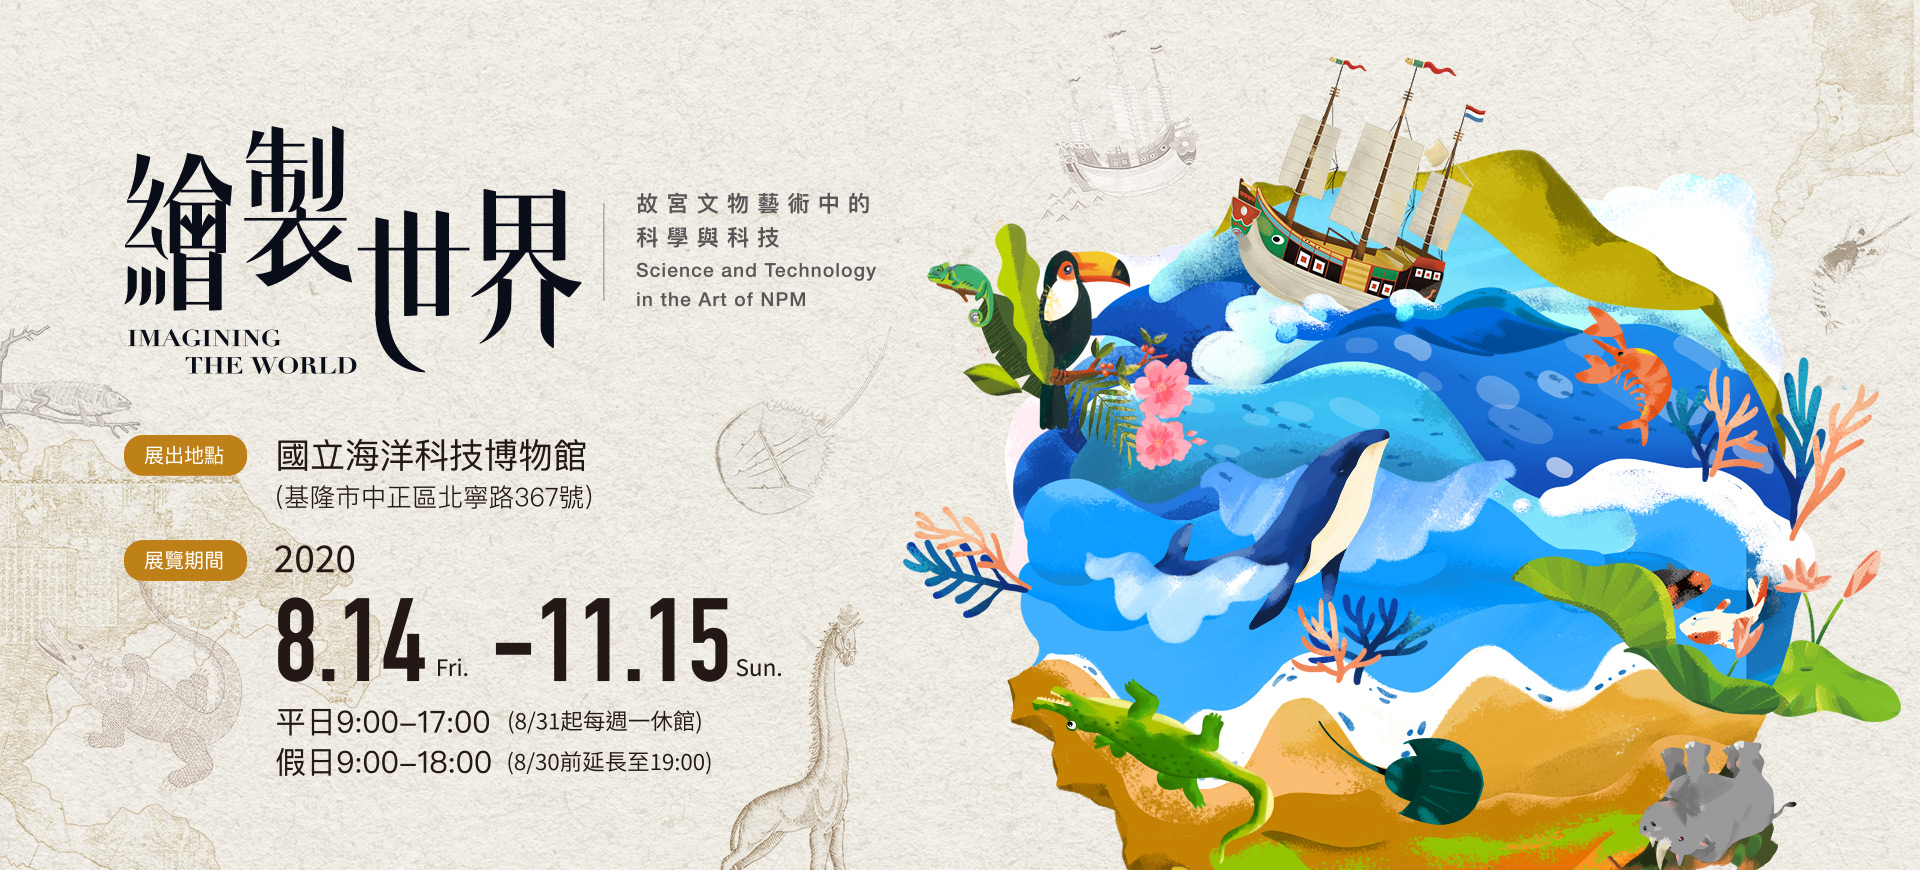 繪製世界
IMAGINING
THE WORLD
故宮文物藝術中的
科學與科技
Science and Technology
in the Art of NPM
展出地點
國立海洋科技博物館
(基隆市中正區北寧路367號)
展覽期間
2020
8.14 Fri. –11.15 Sun.
平日9:00–17:00 (8/31起每週一休館)
假日9:00–18:00 (8/30前延長至19:00)